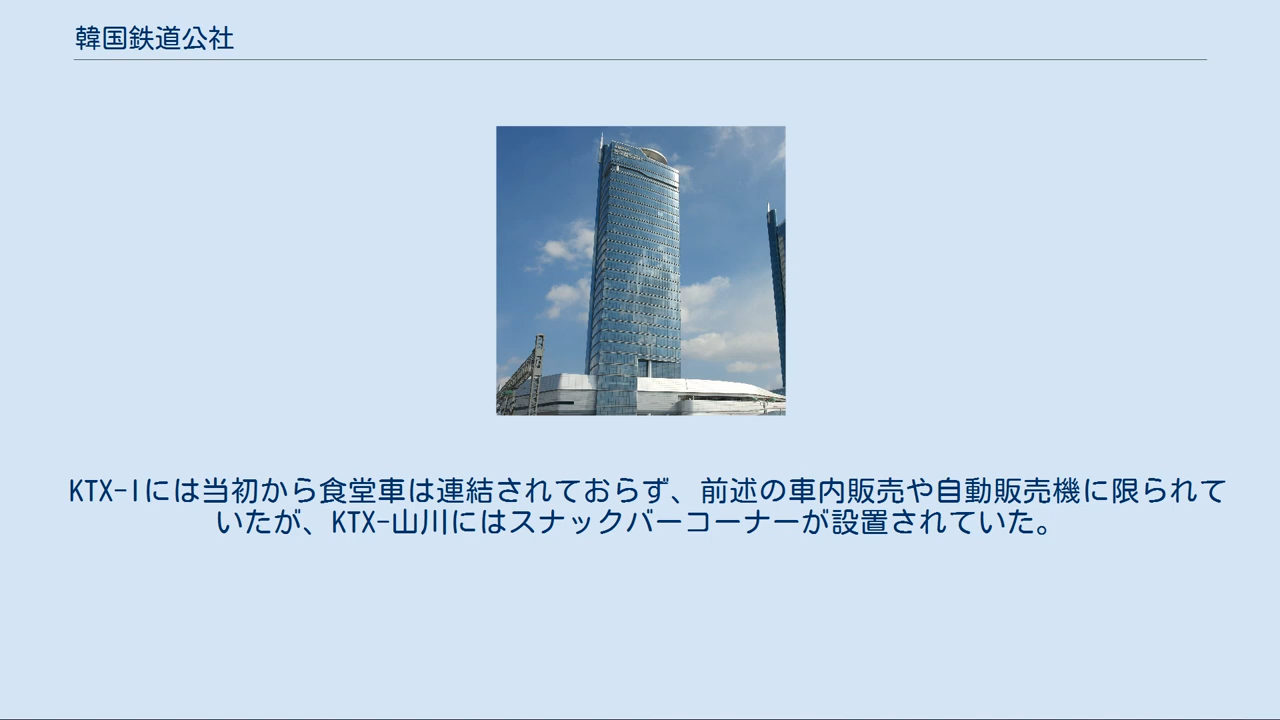 韓国鉄道公社
KTX-Iには当初から食堂車は連結されておらず、前述の車内販売や自動販売機に限られて
いたが、KTX-山川にはスナックバーコーナーが設置されていた。